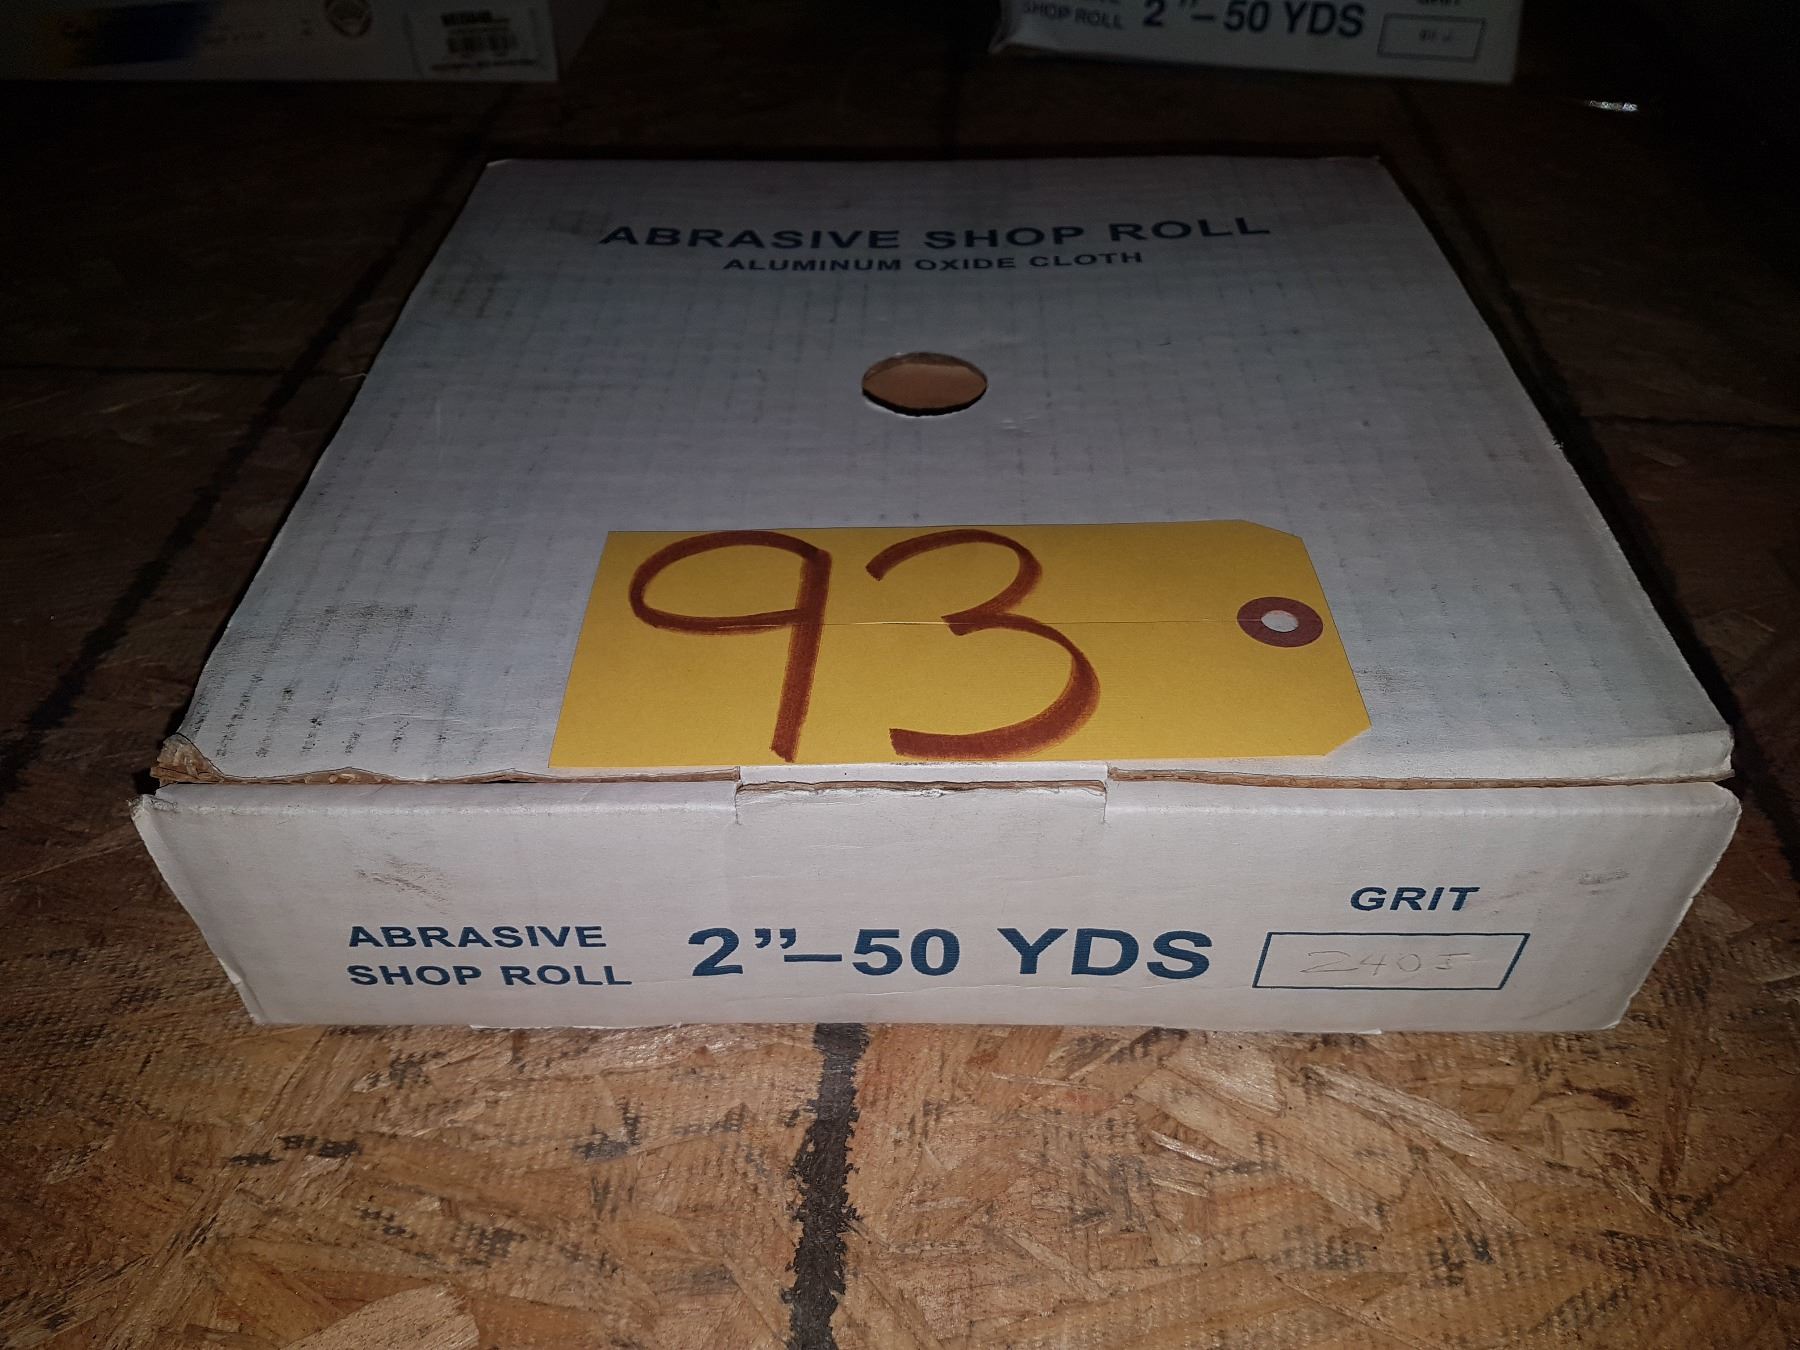 SHOP ROLL 2"-50 YDS
ABRASIVE SHOP ROLL
ALUMINUM OXIDE CLOTH
93
GRIT
ABRASIVE
SHOP ROLL
2”–50 YDS
240J